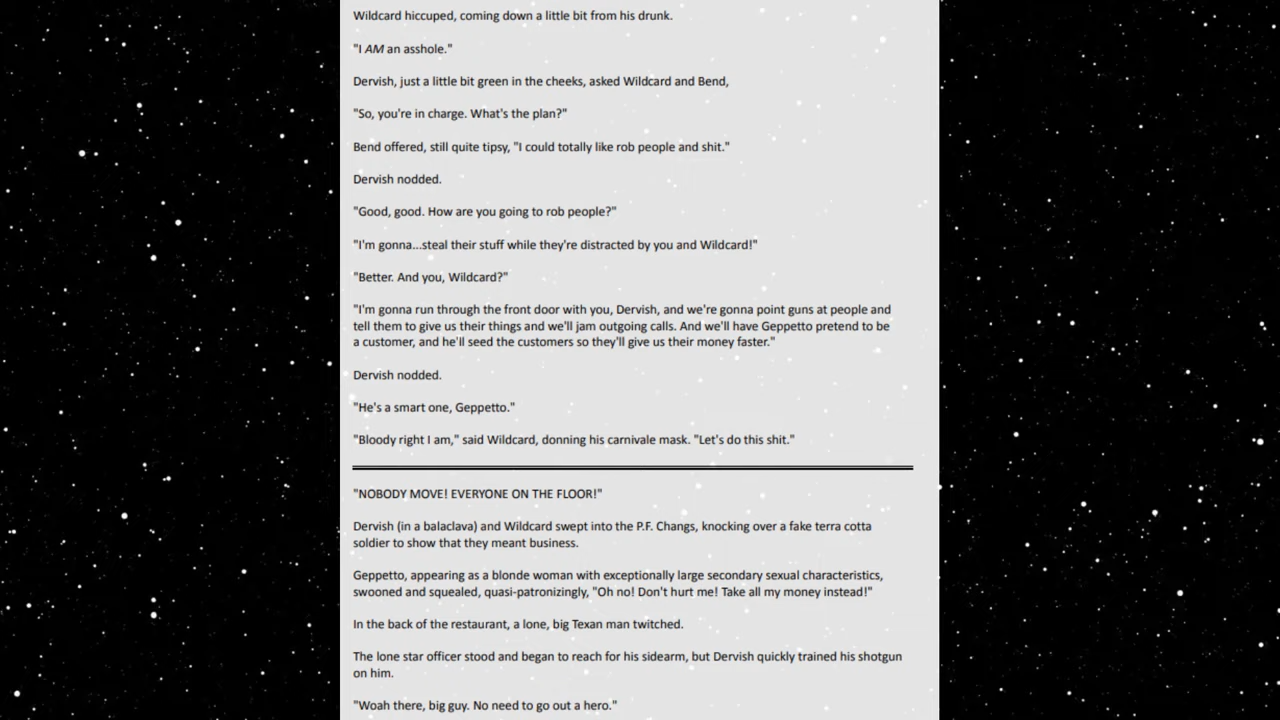 Wildcard hiccuped, coming down a little bit from his drunk.
"I AM an asshole."
Dervish, just a little bit green in the cheeks, asked Wildcard and Bend,
"So, you're in charge. What's the plan?"
Bend offered, still quite tipsy, "I could totally like rob people and shit."
Dervish nodded.
"Good, good. How are you going to rob people?"
"I'm gonna...steal their stuff while they're distracted by you and Wildcard!"
"Better. And you, Wildcard?"
"I'm gonna run through the front door with you, Dervish, and we're gonna point guns at people and
tell them to give us their things and we'll jam outgoing calls. And we'll have Geppetto pretend to be
a customer, and he'll seed the customers so they'll give us their money faster."
Dervish nodded.
"He's a smart one, Geppetto."
"Bloody right I am," said Wildcard, donning his carnivale mask. "Let's do this shit."
"NOBODY MOVE! EVERYONE ON THE FLOOR!"
Dervish (in a balaclava) and Wildcard swept into the P.F. Changs, knocking over a fake terra cotta
soldier to show that they meant business.
Geppetto, appearing as a blonde woman with exceptionally large secondary sexual characteristics,
swooned and squealed, quasi-patronizingly, "Oh no! Don't hurt me! Take all my money instead!"
In the back of the restaurant, a lone, big Texan man twitched.
The lone star officer stood and began to reach for his sidearm, but Dervish quickly trained his shotgun
on him.
"Woah there, big guy. No need to go out a hero."